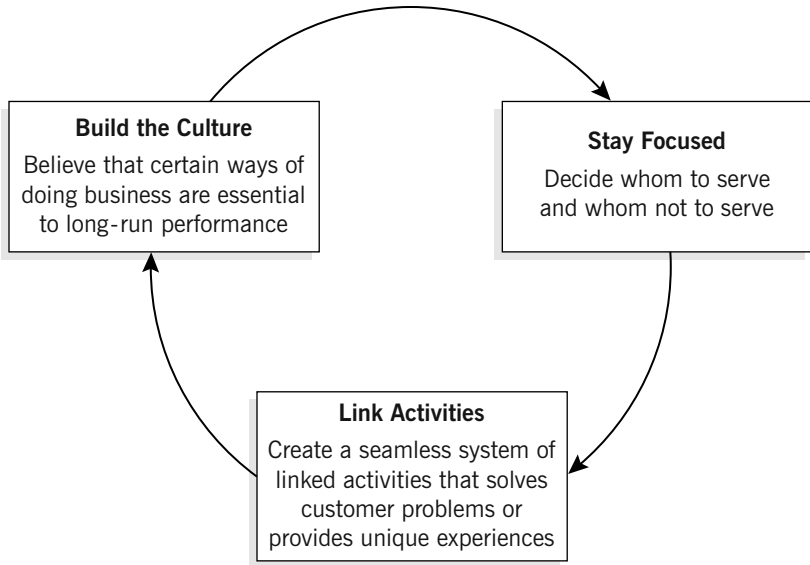 Build the Culture
Believe that certain ways of
doing business are essential
to long-run performance
Stay Focused
Decide whom to serve
and whom not to serve
Link Activities
Create a seamless system of
linked activities that solves
customer problems or
provides unique experiences